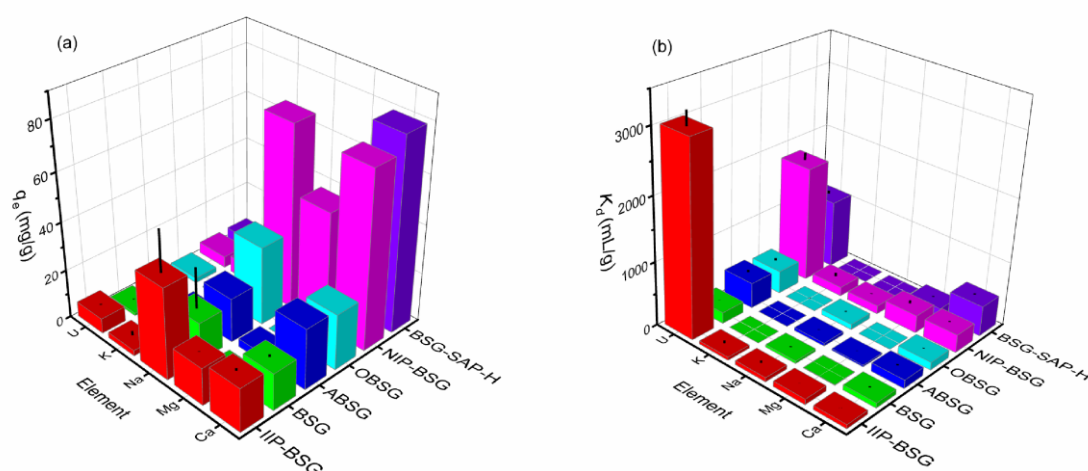 (a)
80
60
40
20
0
qe (mg/g)
U
K
Na
Mg
Ca
Element
IIP-BSG
BSG
ABSG
OBSG
NIP-BSG
BSG-SAP-H
(b)
3000
2000
1000
0
Kd (mL/g)
U
K
Na
Mg
Ca
Element
IIP-BSG
BSG
ABSG
OBSG
NIP-BSG
BSG-SAP-H